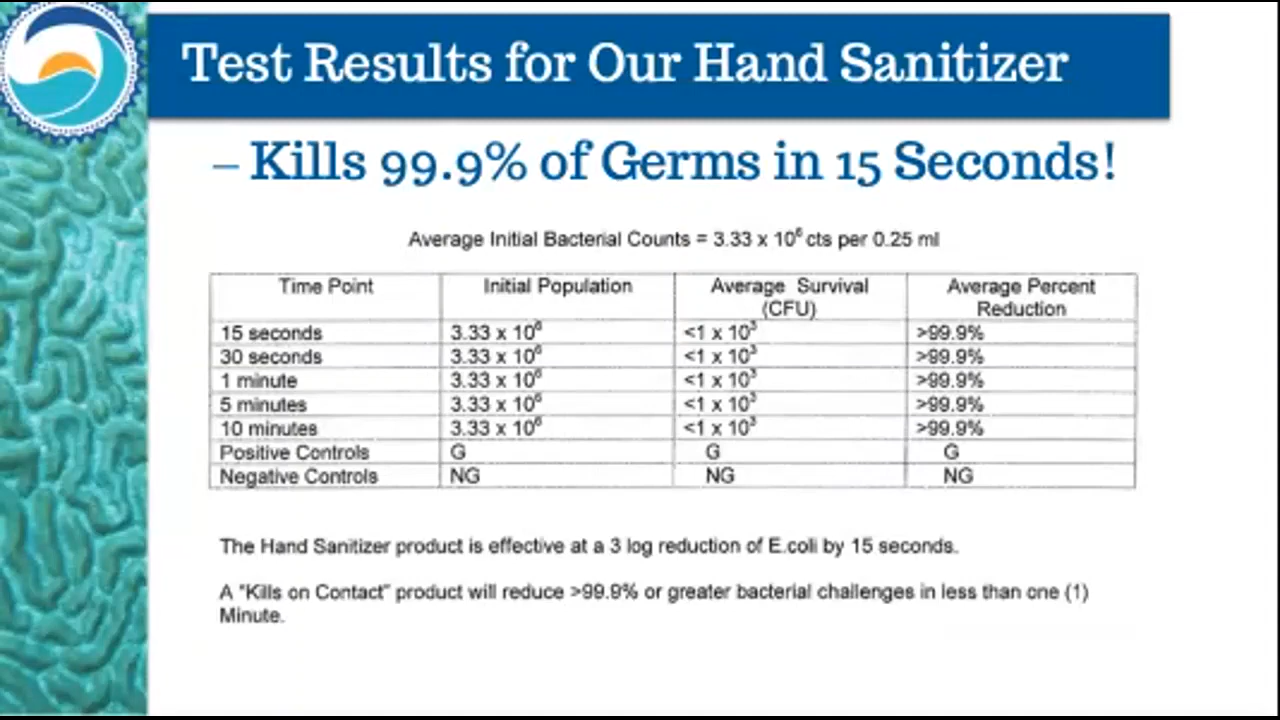 Test Results for Our Hand Sanitizer
– Kills 99.9% of Germs in 15 Seconds!
Average Initial Bacterial Counts = 3.33 x 10⁶ cts per 0.25 ml
Time Point Initial Population Average Survival (CFU) Average Percent Reduction
15 seconds 3.33 x 10⁶ <1 x 10³ >99.9%
30 seconds 3.33 x 10⁶ <1 x 10³ >99.9%
1 minute 3.33 x 10⁶ <1 x 10³ >99.9%
5 minutes 3.33 x 10⁶ <1 x 10³ >99.9%
10 minutes 3.33 x 10⁶ <1 x 10³ >99.9%
Positive Controls G G G
Negative Controls NG NG NG
The Hand Sanitizer product is effective at a 3 log reduction of E.coli by 15 seconds.
A "Kills on Contact" product will reduce >99.9% or greater bacterial challenges in less than one (1)
Minute.